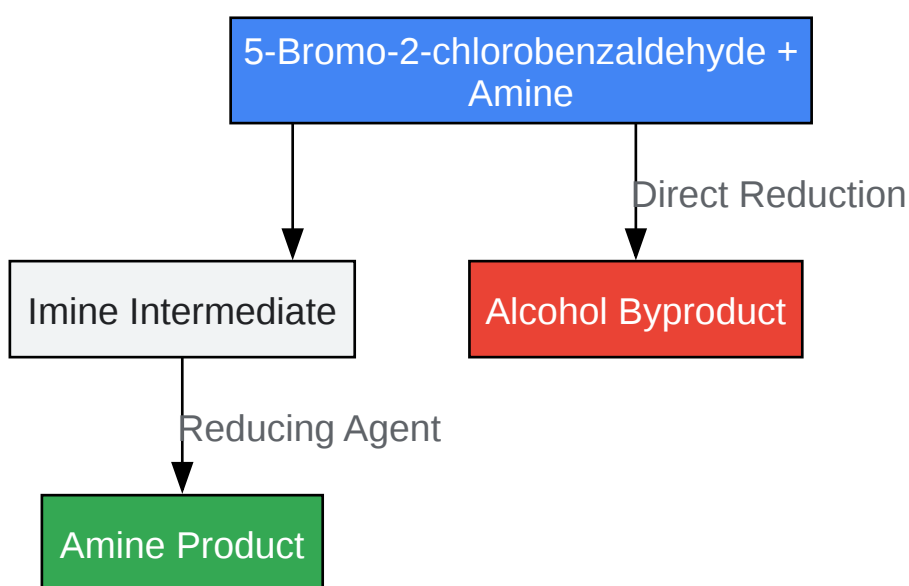 5-Bromo-2-chlorobenzaldehyde +
Amine
Direct Reduction
Imine Intermediate
Alcohol Byproduct
Reducing Agent
Amine Product